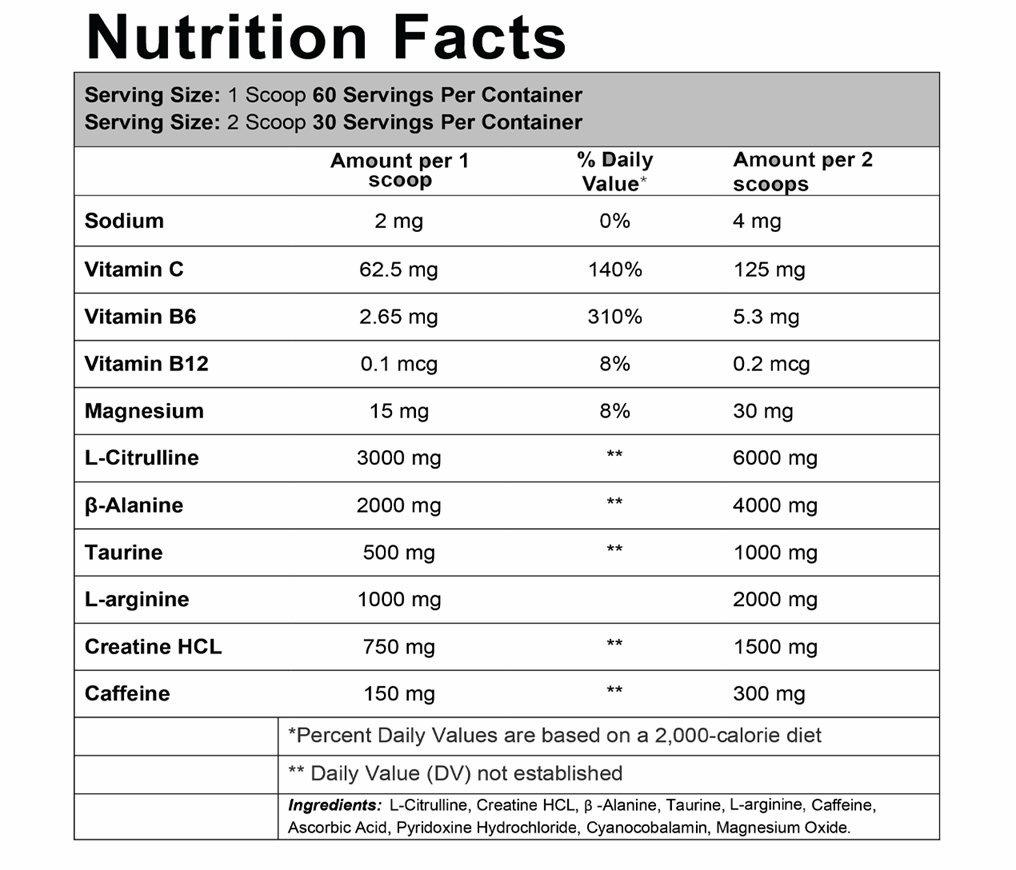 Nutrition Facts
Serving Size: 1 Scoop 60 Servings Per Container
Serving Size: 2 Scoop 30 Servings Per Container
Amount per 1 scoop % Daily Value* Amount per 2 scoops
Sodium 2 mg 0% 4 mg
Vitamin C 62.5 mg 140% 125 mg
Vitamin B6 2.65 mg 310% 5.3 mg
Vitamin B12 0.1 mcg 8% 0.2 mcg
Magnesium 15 mg 8% 30 mg
L-Citrulline 3000 mg ** 6000 mg
β-Alanine 2000 mg ** 4000 mg
Taurine 500 mg ** 1000 mg
L-arginine 1000 mg 2000 mg
Creatine HCL 750 mg ** 1500 mg
Caffeine 150 mg ** 300 mg
*Percent Daily Values are based on a 2,000-calorie diet
** Daily Value (DV) not established
Ingredients: L-Citrulline, Creatine HCL, β -Alanine, Taurine, L-arginine, Caffeine,
Ascorbic Acid, Pyridoxine Hydrochloride, Cyanocobalamin, Magnesium Oxide.